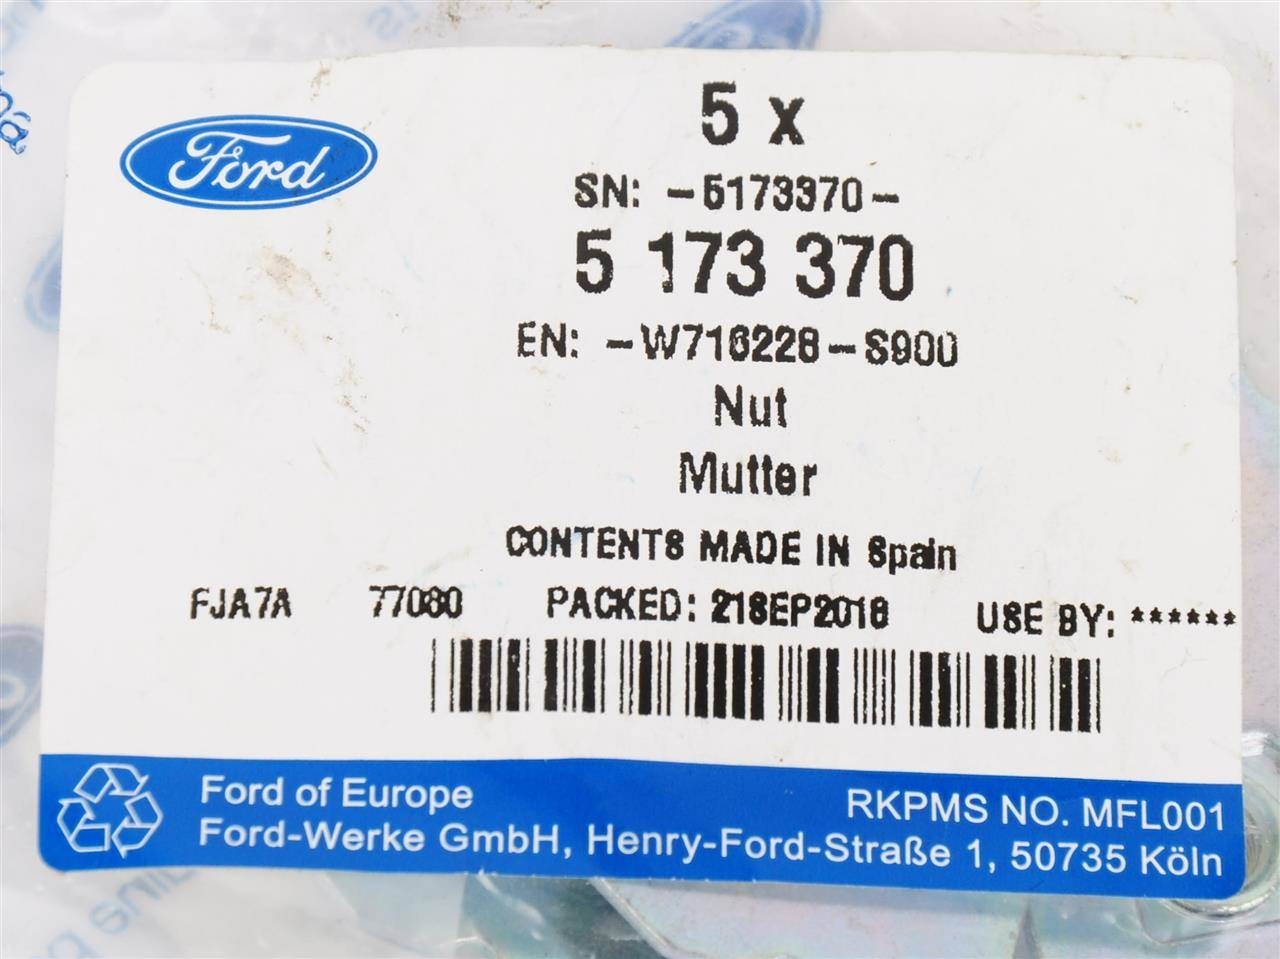 Ford
5 x
SN: -5173370-
5 173 370
EN: -W716228-S900
Nut
Mutter
CONTENTS MADE IN Spain
FJA7A 77080 PACKED: 21SEP2018 USE BY: ******
Ford of Europe
RKPMS NO. MFL001
Ford-Werke GmbH, Henry-Ford-Straße 1, 50735 Köln